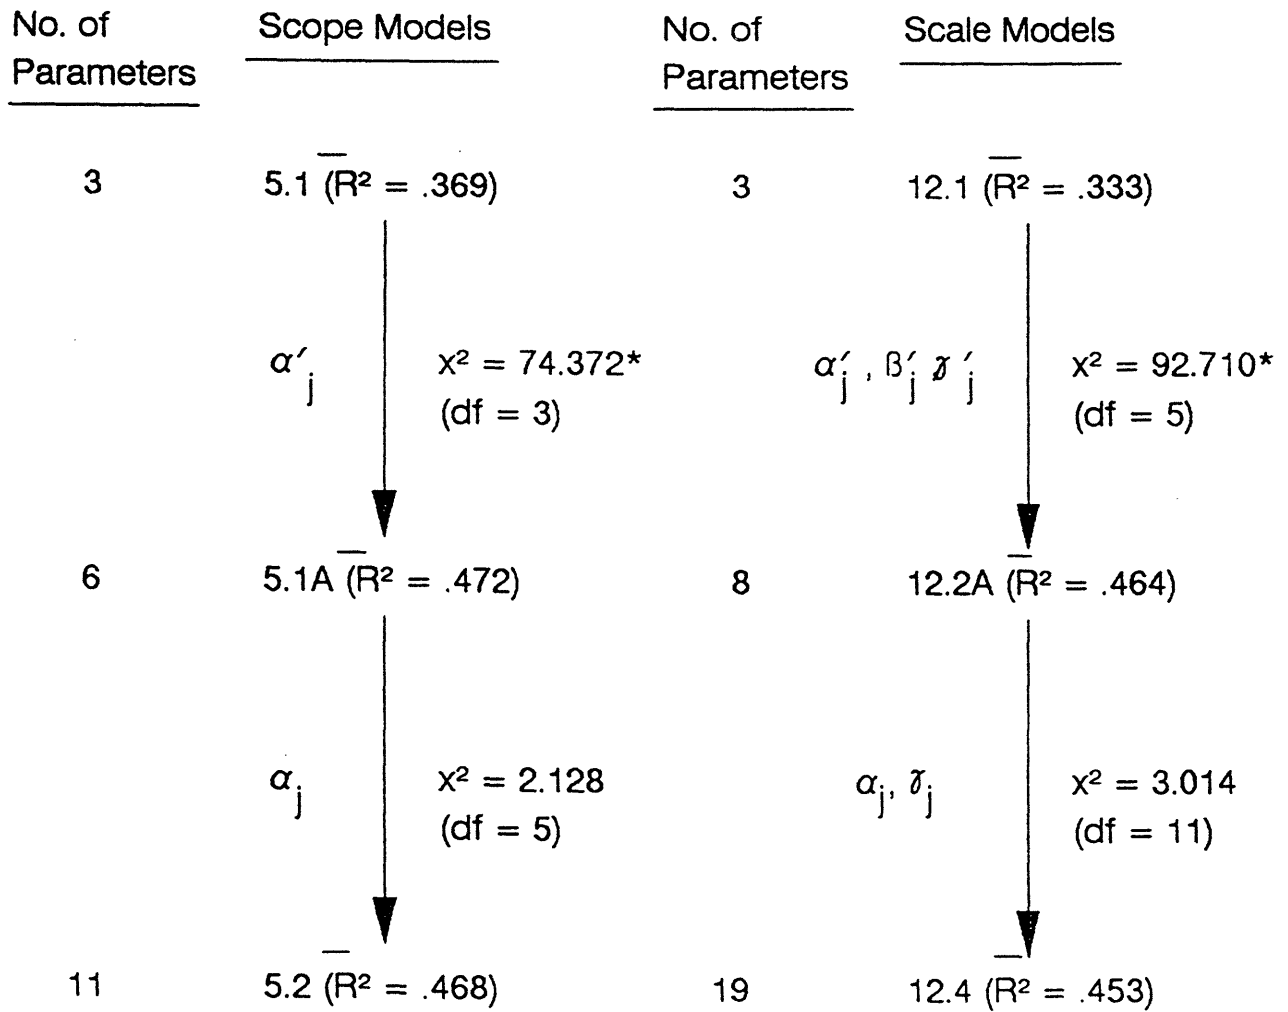 No. of Parameters
Scope Models
No. of Parameters
Scale Models
3
5.1 (R̅² = .369)
3
12.1 (R̅² = .333)
α′j
x² = 74.372*
(df = 3)
α′j , β′j γ′j
x² = 92.710*
(df = 5)
6
5.1A (R̅² = .472)
8
12.2A (R̅² = .464)
αj
x² = 2.128
(df = 5)
αj, γj
x² = 3.014
(df = 11)
11
5.2 (R̅² = .468)
19
12.4 (R̅² = .453)